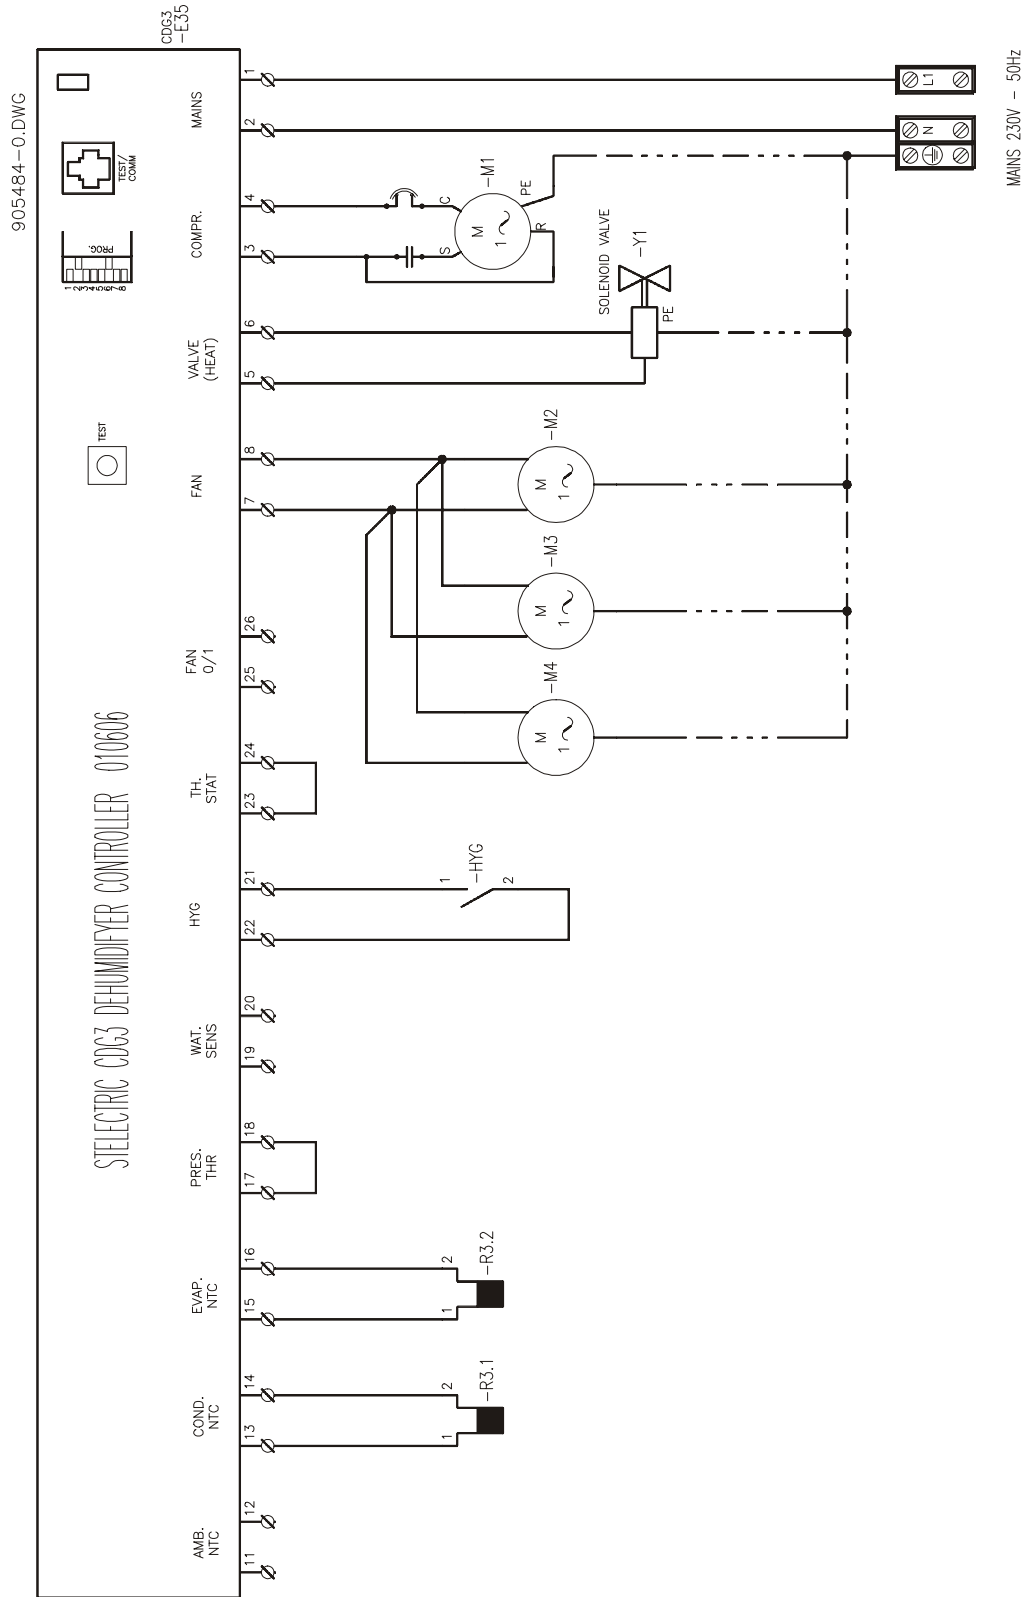 905484-0.DWG
CDG3
-E35
MAINS 230V - 50Hz
STELECTRIC CDG3 DEHUMIDIFYER CONTROLLER 010606
TEST/
COMM
PROG.
1
2
3
4
5
6
7
8
TEST
MAINS
1
2
L1
N
COMPR.
4
3
C
S
R
PE
M
1
-M1
VALVE
(HEAT)
6
5
SOLENOID VALVE
-Y1
PE
FAN
8
7
M
1
-M2
M
1
-M3
M
1
-M4
FAN
0/1
26
25
TH.
STAT
24
23
HYG
21
22
1
2
-HYG
WAT.
SENS
20
19
PRES.
THR
18
17
EVAP.
NTC
16
15
2
1
-R3.2
COND.
NTC
14
13
2
1
-R3.1
AMB.
NTC
12
11